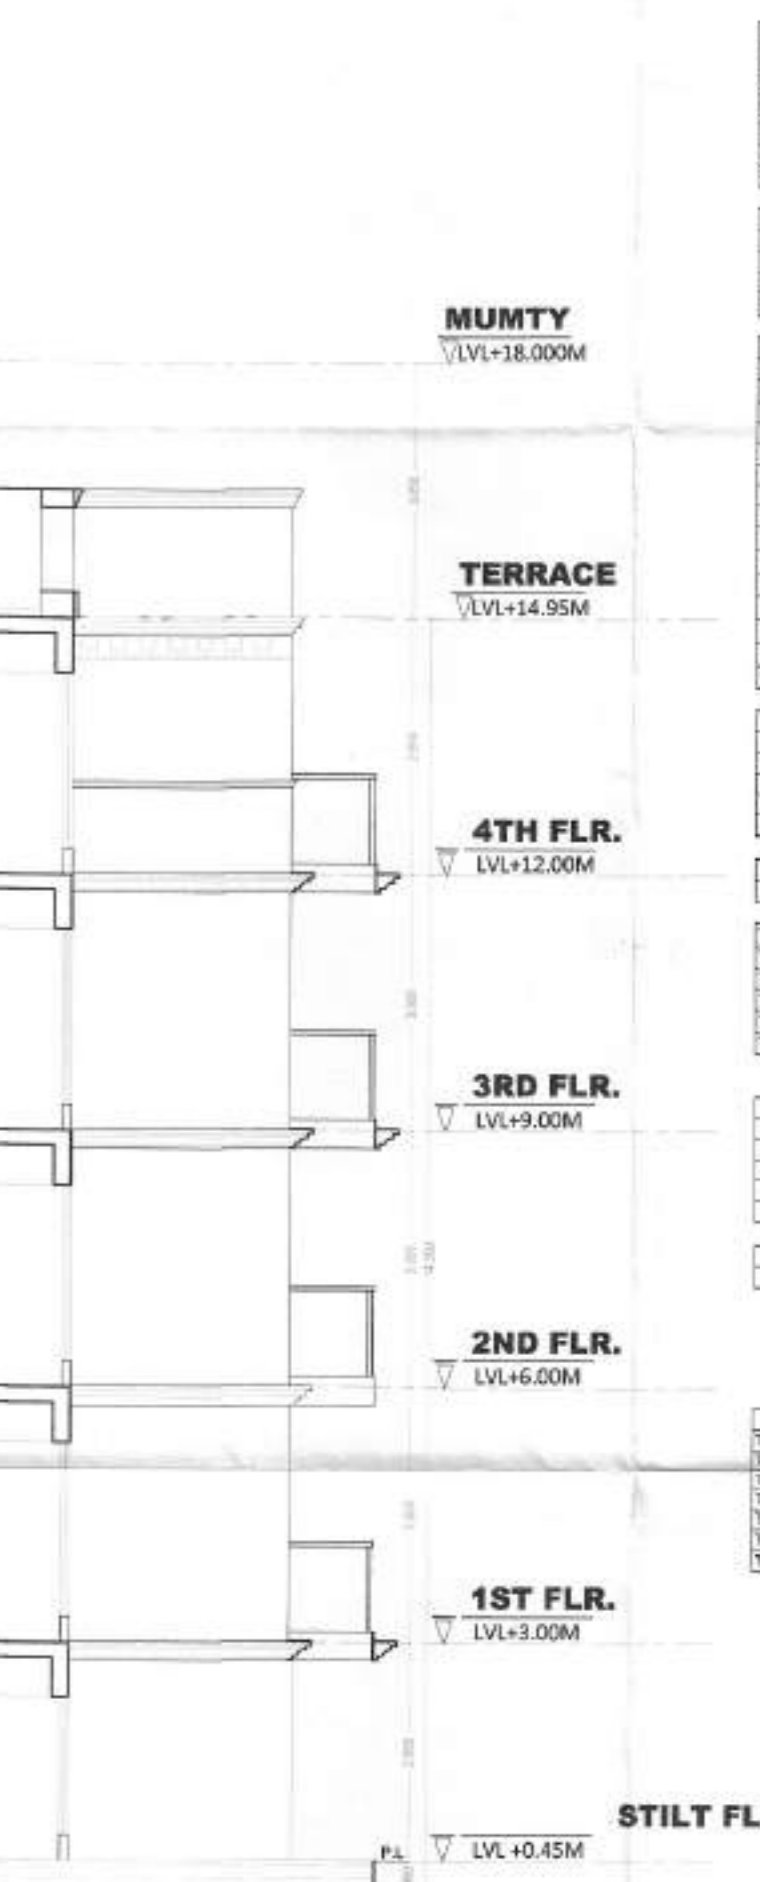 MUMTY
LVL+18.000M
TERRACE
LVL+14.95M
4TH FLR.
LVL+12.00M
3RD FLR.
LVL+9.00M
2ND FLR.
LVL+6.00M
1ST FLR.
LVL+3.00M
STILT FL
P.L
LVL +0.45M